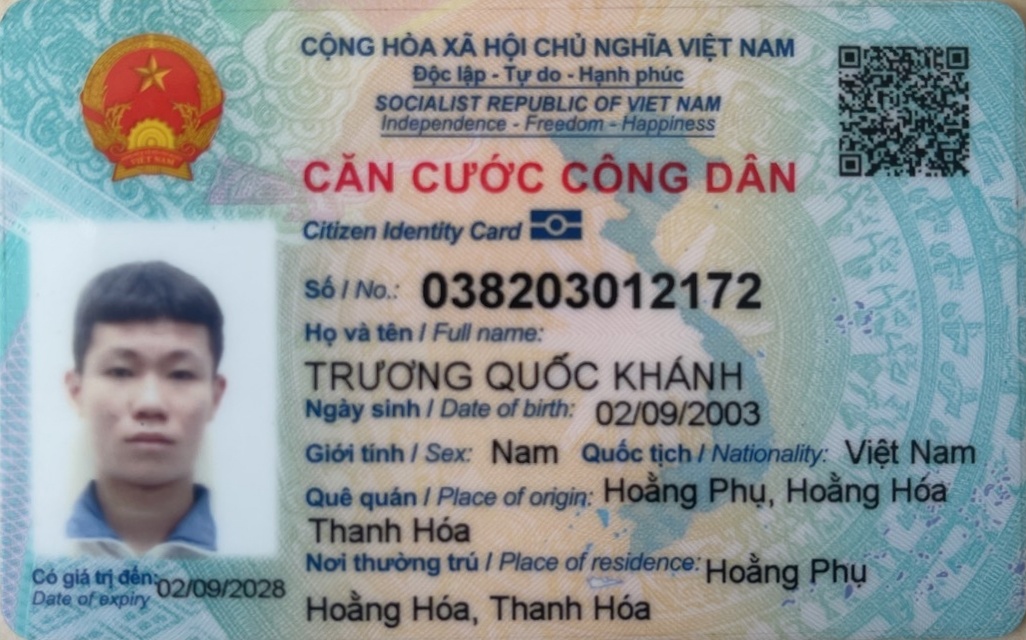 CỘNG HÒA XÃ HỘI CHỦ NGHĨA VIỆT NAM
Độc lập - Tự do - Hạnh phúc
SOCIALIST REPUBLIC OF VIET NAM
Independence - Freedom - Happiness
CĂN CƯỚC CÔNG DÂN
Citizen Identity Card
Số / No.: 038203012172
Họ và tên / Full name:
TRƯƠNG QUỐC KHÁNH
Ngày sinh / Date of birth: 02/09/2003
Giới tính / Sex: Nam Quốc tịch / Nationality: Việt Nam
Quê quán / Place of origin: Hoằng Phụ, Hoằng Hóa
Thanh Hóa
Nơi thường trú / Place of residence: Hoằng Phụ
Hoằng Hóa, Thanh Hóa
Có giá trị đến: 02/09/2028
Date of expiry
VIỆT NAM